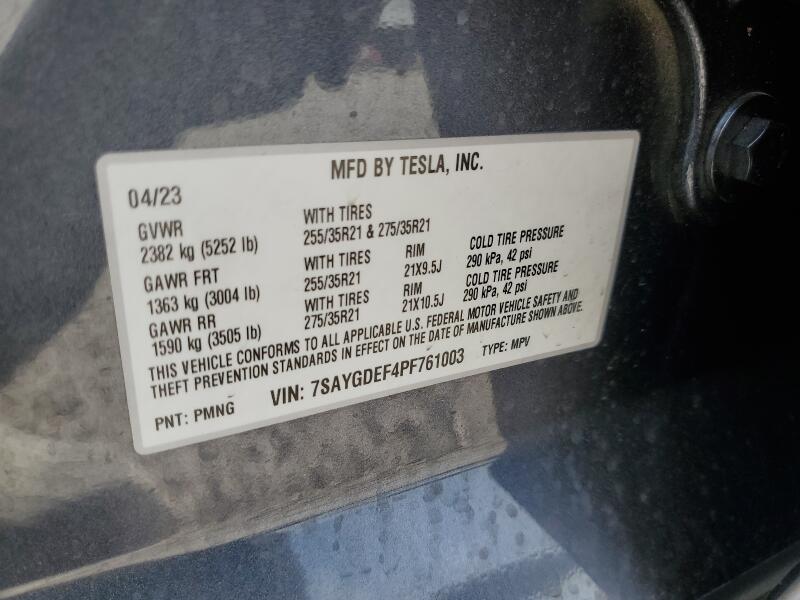 MFD BY TESLA, INC.
04/23
GVWR
2382 kg (5252 lb)
WITH TIRES
255/35R21 & 275/35R21
GAWR FRT
1363 kg (3004 lb)
WITH TIRES
255/35R21
RIM
21X9.5J
COLD TIRE PRESSURE
290 kPa, 42 psi
GAWR RR
1590 kg (3505 lb)
WITH TIRES
275/35R21
RIM
21X10.5J
COLD TIRE PRESSURE
290 kPa, 42 psi
THIS VEHICLE CONFORMS TO ALL APPLICABLE U.S. FEDERAL MOTOR VEHICLE SAFETY AND
THEFT PREVENTION STANDARDS IN EFFECT ON THE DATE OF MANUFACTURE SHOWN ABOVE.
PNT: PMNG VIN: 7SAYGDEF4PF761003 TYPE: MPV